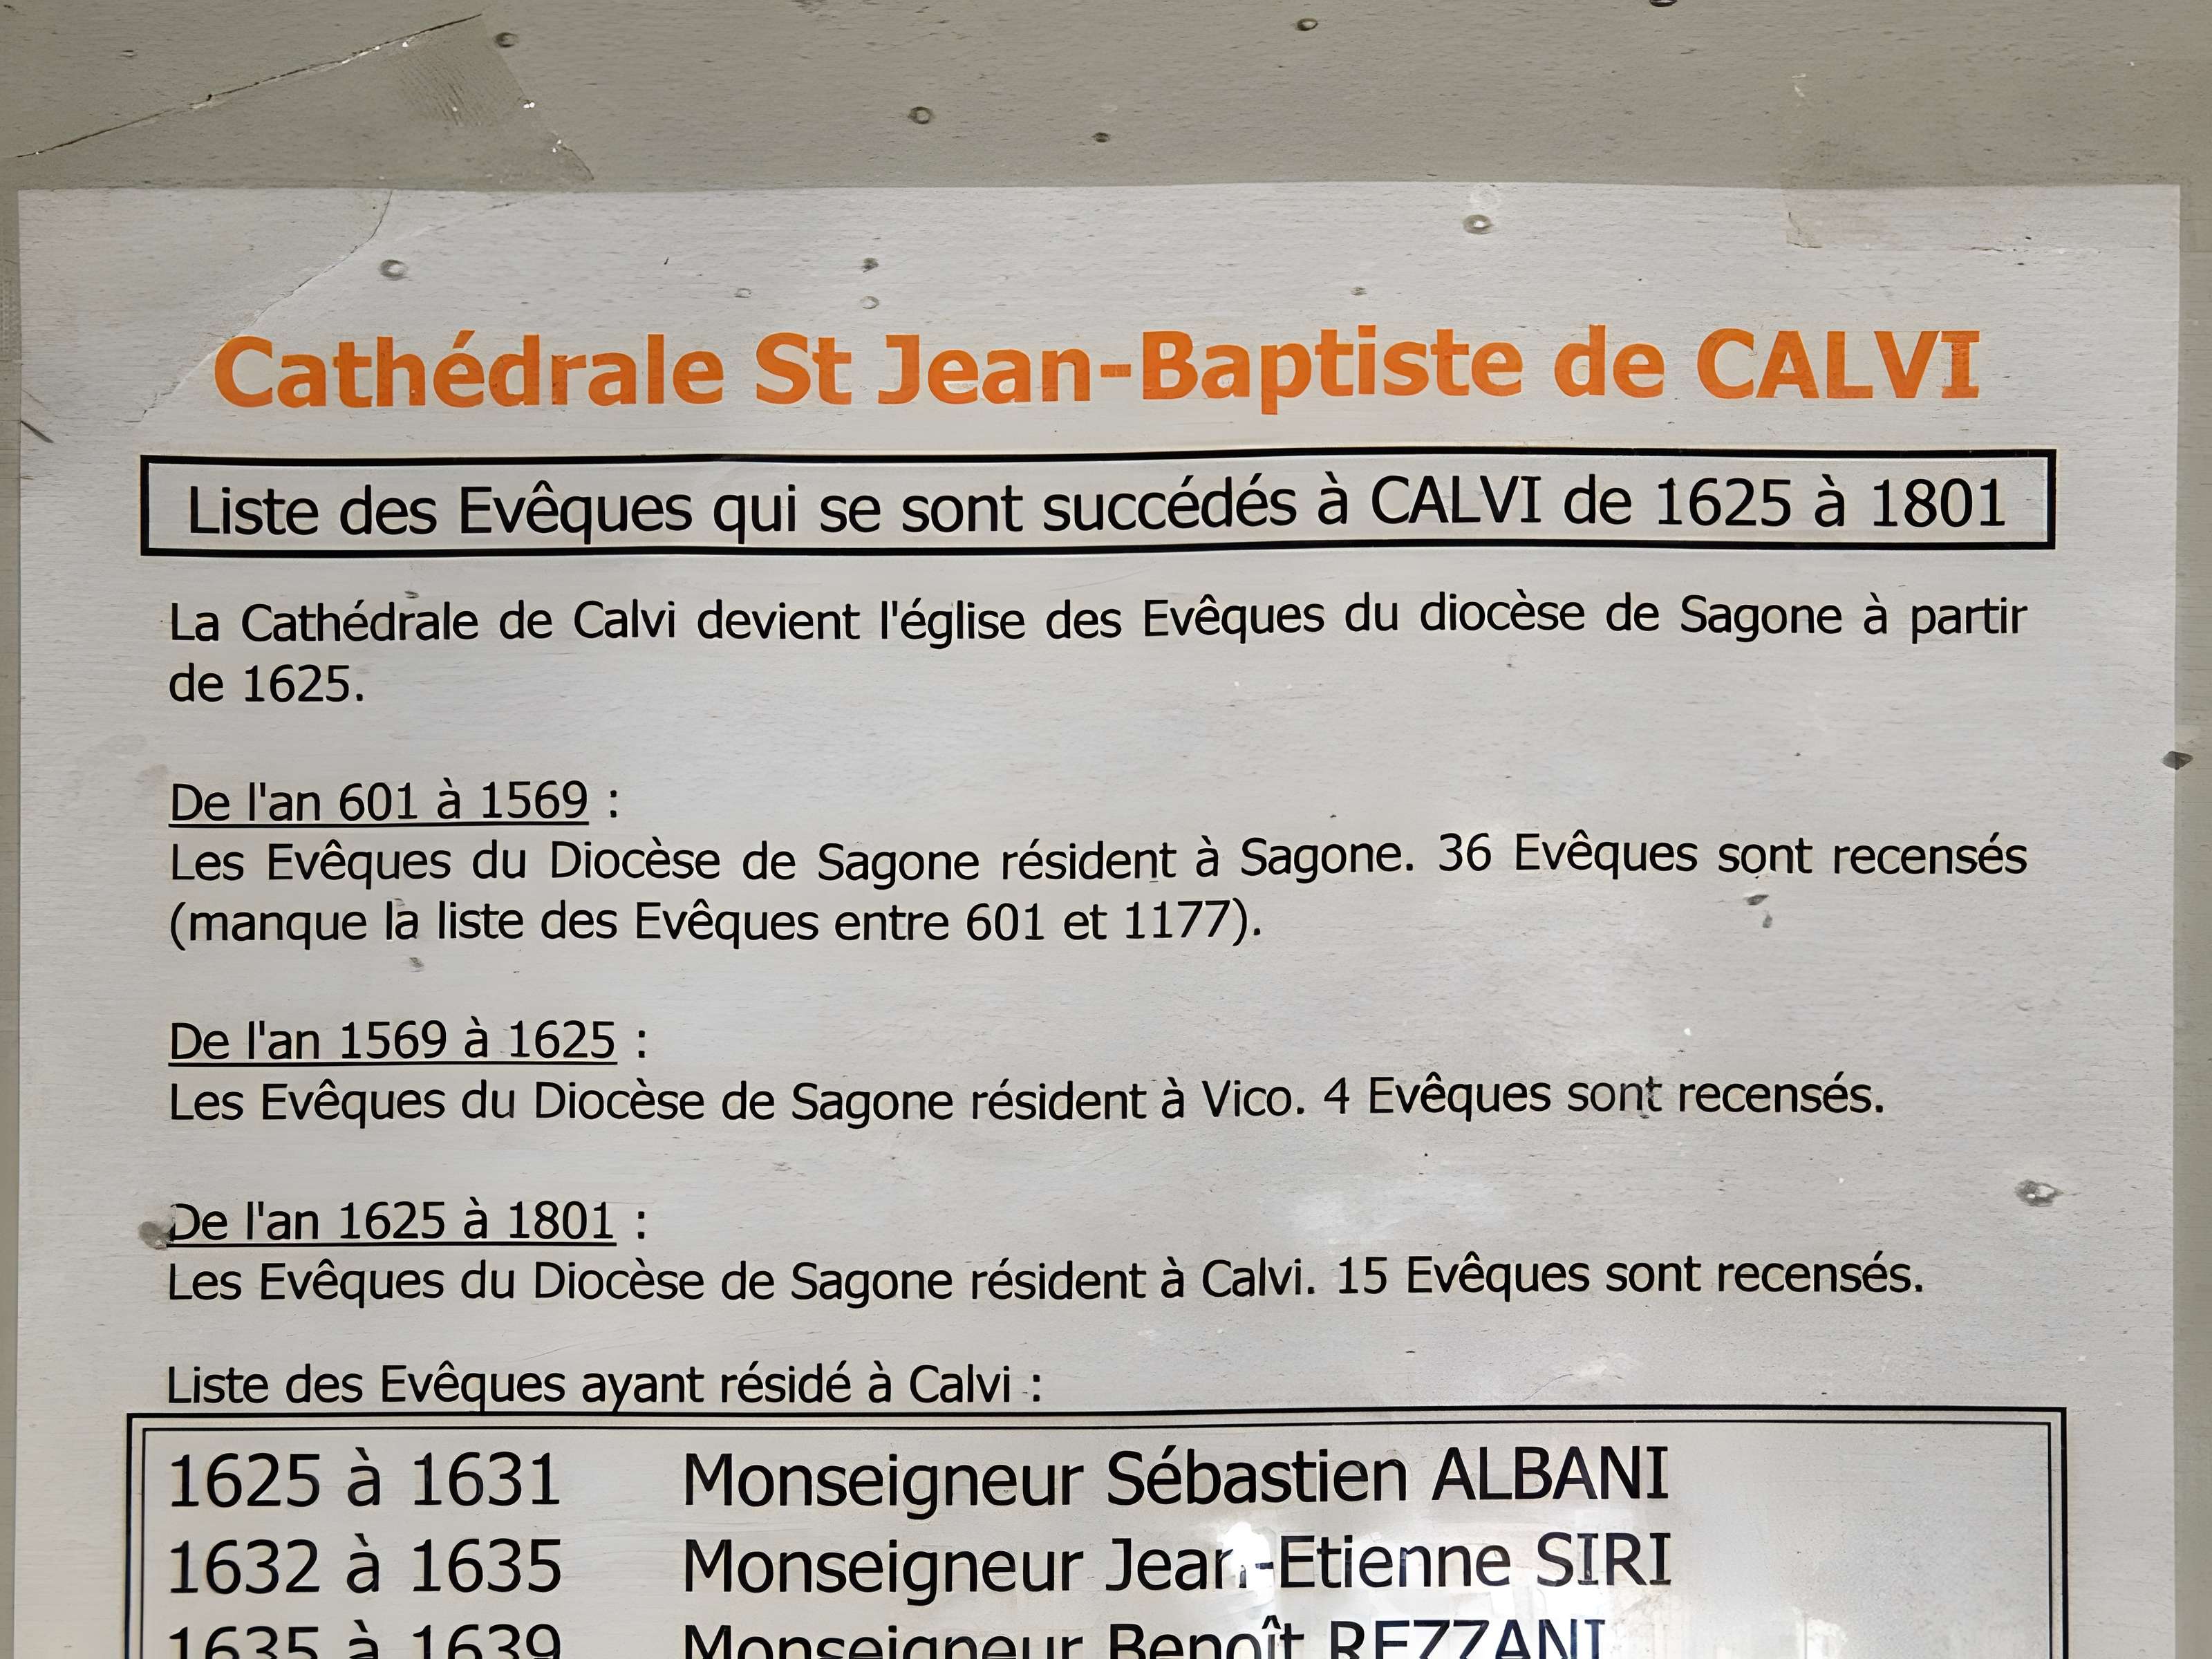 Cathédrale St Jean-Baptiste de CALVI
Liste des Evêques qui se sont succédés à CALVI de 1625 à 1801
La Cathédrale de Calvi devient l'église des Evêques du diocèse de Sagone à partir
de 1625.
De l'an 601 à 1569 :
Les Evêques du Diocèse de Sagone résident à Sagone. 36 Evêques sont recensés
(manque la liste des Evêques entre 601 et 1177).
De l'an 1569 à 1625 :
Les Evêques du Diocèse de Sagone résident à Vico. 4 Evêques sont recensés.
De l'an 1625 à 1801 :
Les Evêques du Diocèse de Sagone résident à Calvi. 15 Evêques sont recensés.
Liste des Evêques ayant résidé à Calvi :
1625 à 1631 Monseigneur Sébastien ALBANI
1632 à 1635 Monseigneur Jean-Etienne SIRI
1635 à 1639 Monseigneur Benoît REZZANI